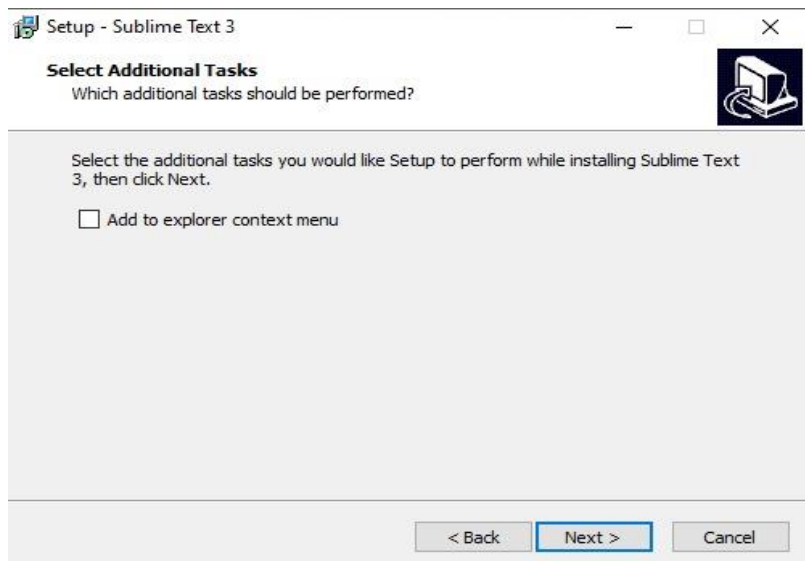 Setup - Sublime Text 3
Select Additional Tasks
Which additional tasks should be performed?
Select the additional tasks you would like Setup to perform while installing Sublime Text
3, then click Next.
Add to explorer context menu
< Back
Next >
Cancel